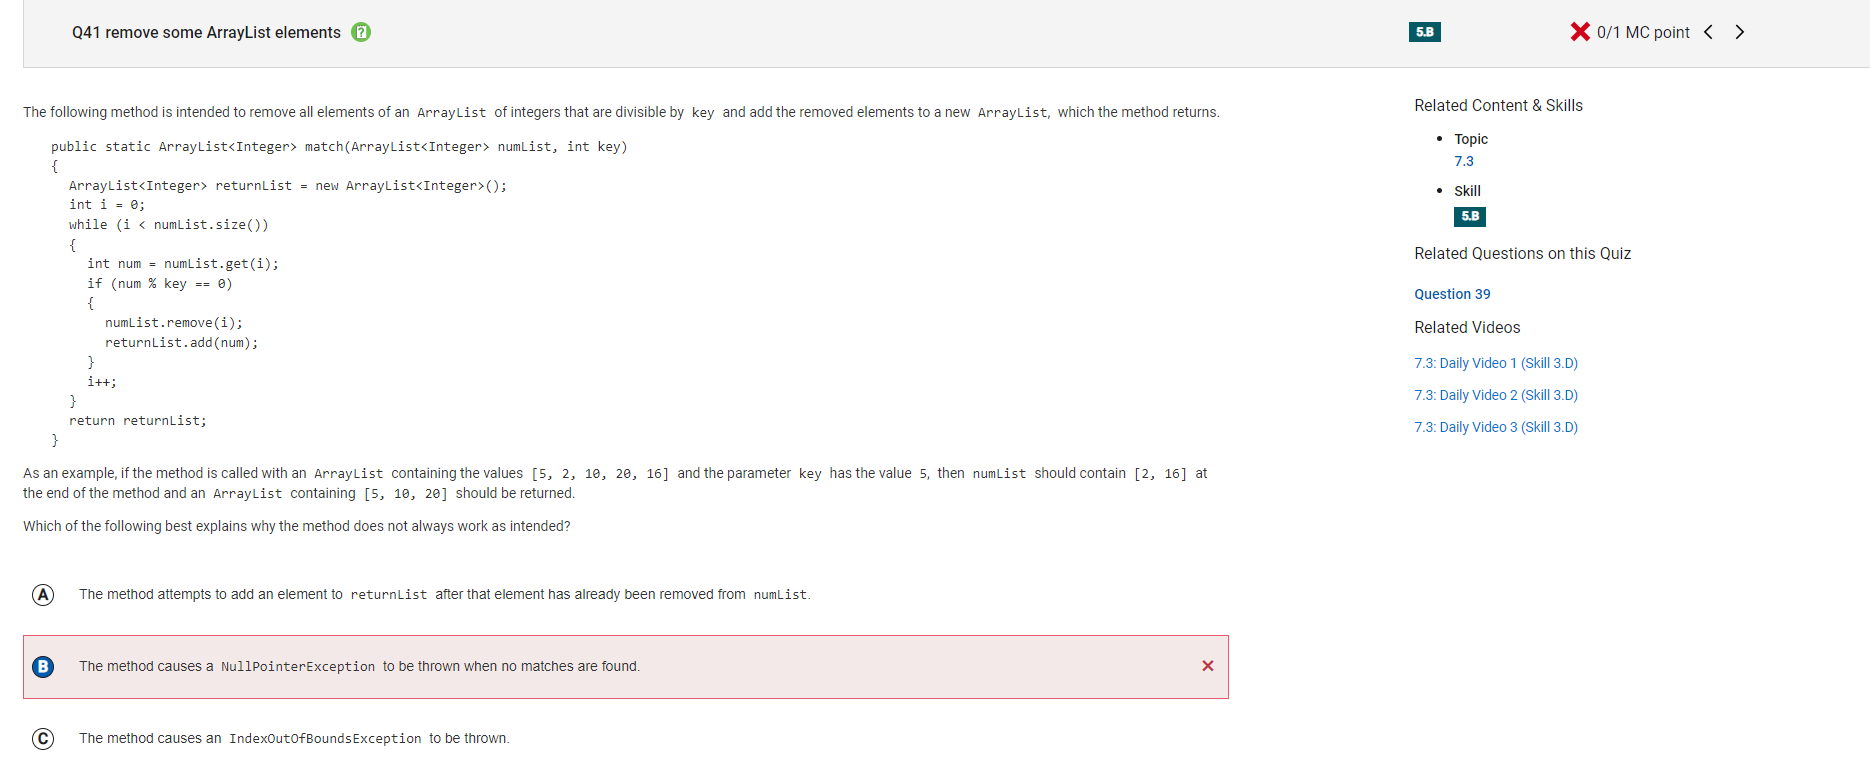 Q41 remove some ArrayList elements
5.B
0/1 MC point
The following method is intended to remove all elements of an ArrayList of integers that are divisible by key and add the removed elements to a new ArrayList, which the method returns.
public static ArrayList<Integer> match(ArrayList<Integer> numList, int key)
{
ArrayList<Integer> returnList = new ArrayList<Integer>();
int i = 0;
while (i < numList.size())
{
int num = numList.get(i);
if (num % key == 0)
{
numList.remove(i);
returnList.add(num);
}
i++;
}
return returnList;
}
As an example, if the method is called with an ArrayList containing the values [5, 2, 10, 20, 16] and the parameter key has the value 5, then numList should contain [2, 16] at
the end of the method and an ArrayList containing [5, 10, 20] should be returned.
Which of the following best explains why the method does not always work as intended?
A The method attempts to add an element to returnList after that element has already been removed from numList.
B The method causes a NullPointerException to be thrown when no matches are found.
C The method causes an IndexOutOfBoundsException to be thrown.
Related Content & Skills
Topic
7.3
Skill
5.B
Related Questions on this Quiz
Question 39
Related Videos
7.3: Daily Video 1 (Skill 3.D)
7.3: Daily Video 2 (Skill 3.D)
7.3: Daily Video 3 (Skill 3.D)